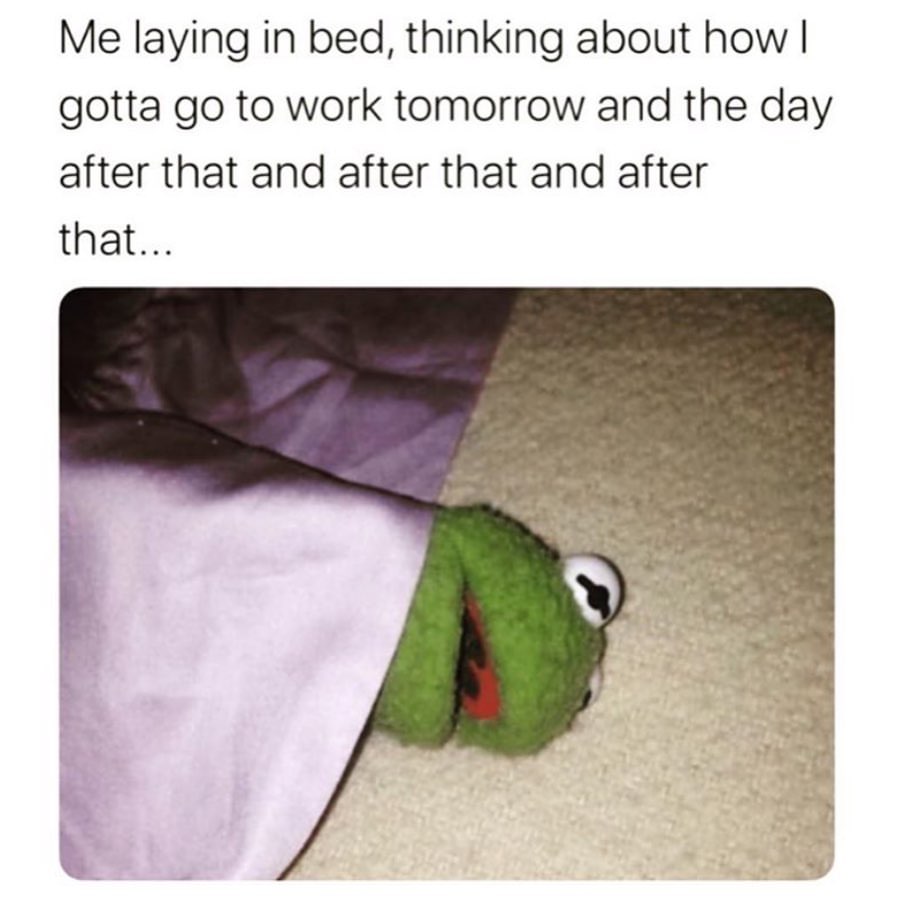 Me laying in bed, thinking about how I
gotta go to work tomorrow and the day
after that and after that and after
that...